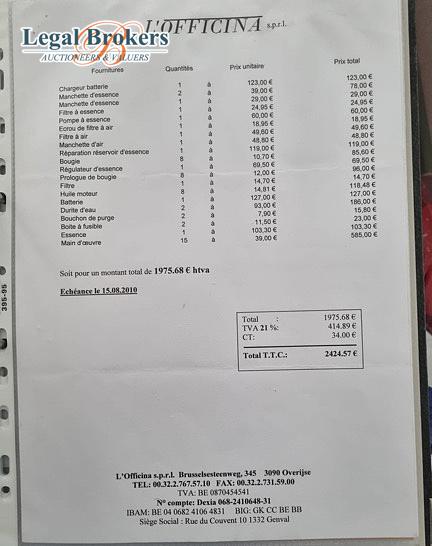 L'OFFICINA s.p.r.l.
Legal Brokers
AUCTIONEERS & VALUERS
Fournitures Quantités Prix unitaire Prix total
Chargeur batterie 1 à 123,00 € 123,00 €
Manchette d'essence 2 à 39,00 € 78,00 €
Manchette d'essence 1 à 29,00 € 29,00 €
Filtre à essence 1 à 24,95 € 24,95 €
Pompe à essence 1 à 60,00 € 60,00 €
Ecrou de filtre à air 1 à 18,95 € 18,95 €
Filtre à air 1 à 49,60 € 49,60 €
Manchette d'air 1 à 48,80 € 48,80 €
Réparation réservoir d'essence 1 à 119,00 € 119,00 €
Bougie 8 à 10,70 € 85,60 €
Régulateur d'essence 1 à 69,50 € 69,50 €
Prologue de bougie 8 à 12,00 € 96,00 €
Filtre 1 à 14,70 € 14,70 €
Huile moteur 8 à 14,81 € 118,48 €
Batterie 1 à 127,00 € 127,00 €
Durite d'eau 2 à 93,00 € 186,00 €
Bouchon de purge 2 à 7,90 € 15,80 €
Boite à fusible 2 à 11,50 € 23,00 €
Essence 1 à 103,30 € 103,30 €
Main d'œuvre 15 à 39,00 € 585,00 €
Soit pour un montant total de 1975.68 € htva
Echéance le 15.08.2010
395-95
Total : 1975.68 €
TVA 21 %: 414.89 €
CT: 34.00 €
Total T.T.C.: 2424.57 €
L'Officina s.p.r.l. Brusselsesteenweg, 345 3090 Overijse
TEL: 00.32.2.767.57.10 FAX: 00.32.2.731.59.00
TVA: BE 0870454541
N° compte: Dexia 068-2410648-31
IBAM: BE 04 0682 4106 4831 BIG: GK CC BE BB
Siège Social : Rue du Couvent 10 1332 Genval